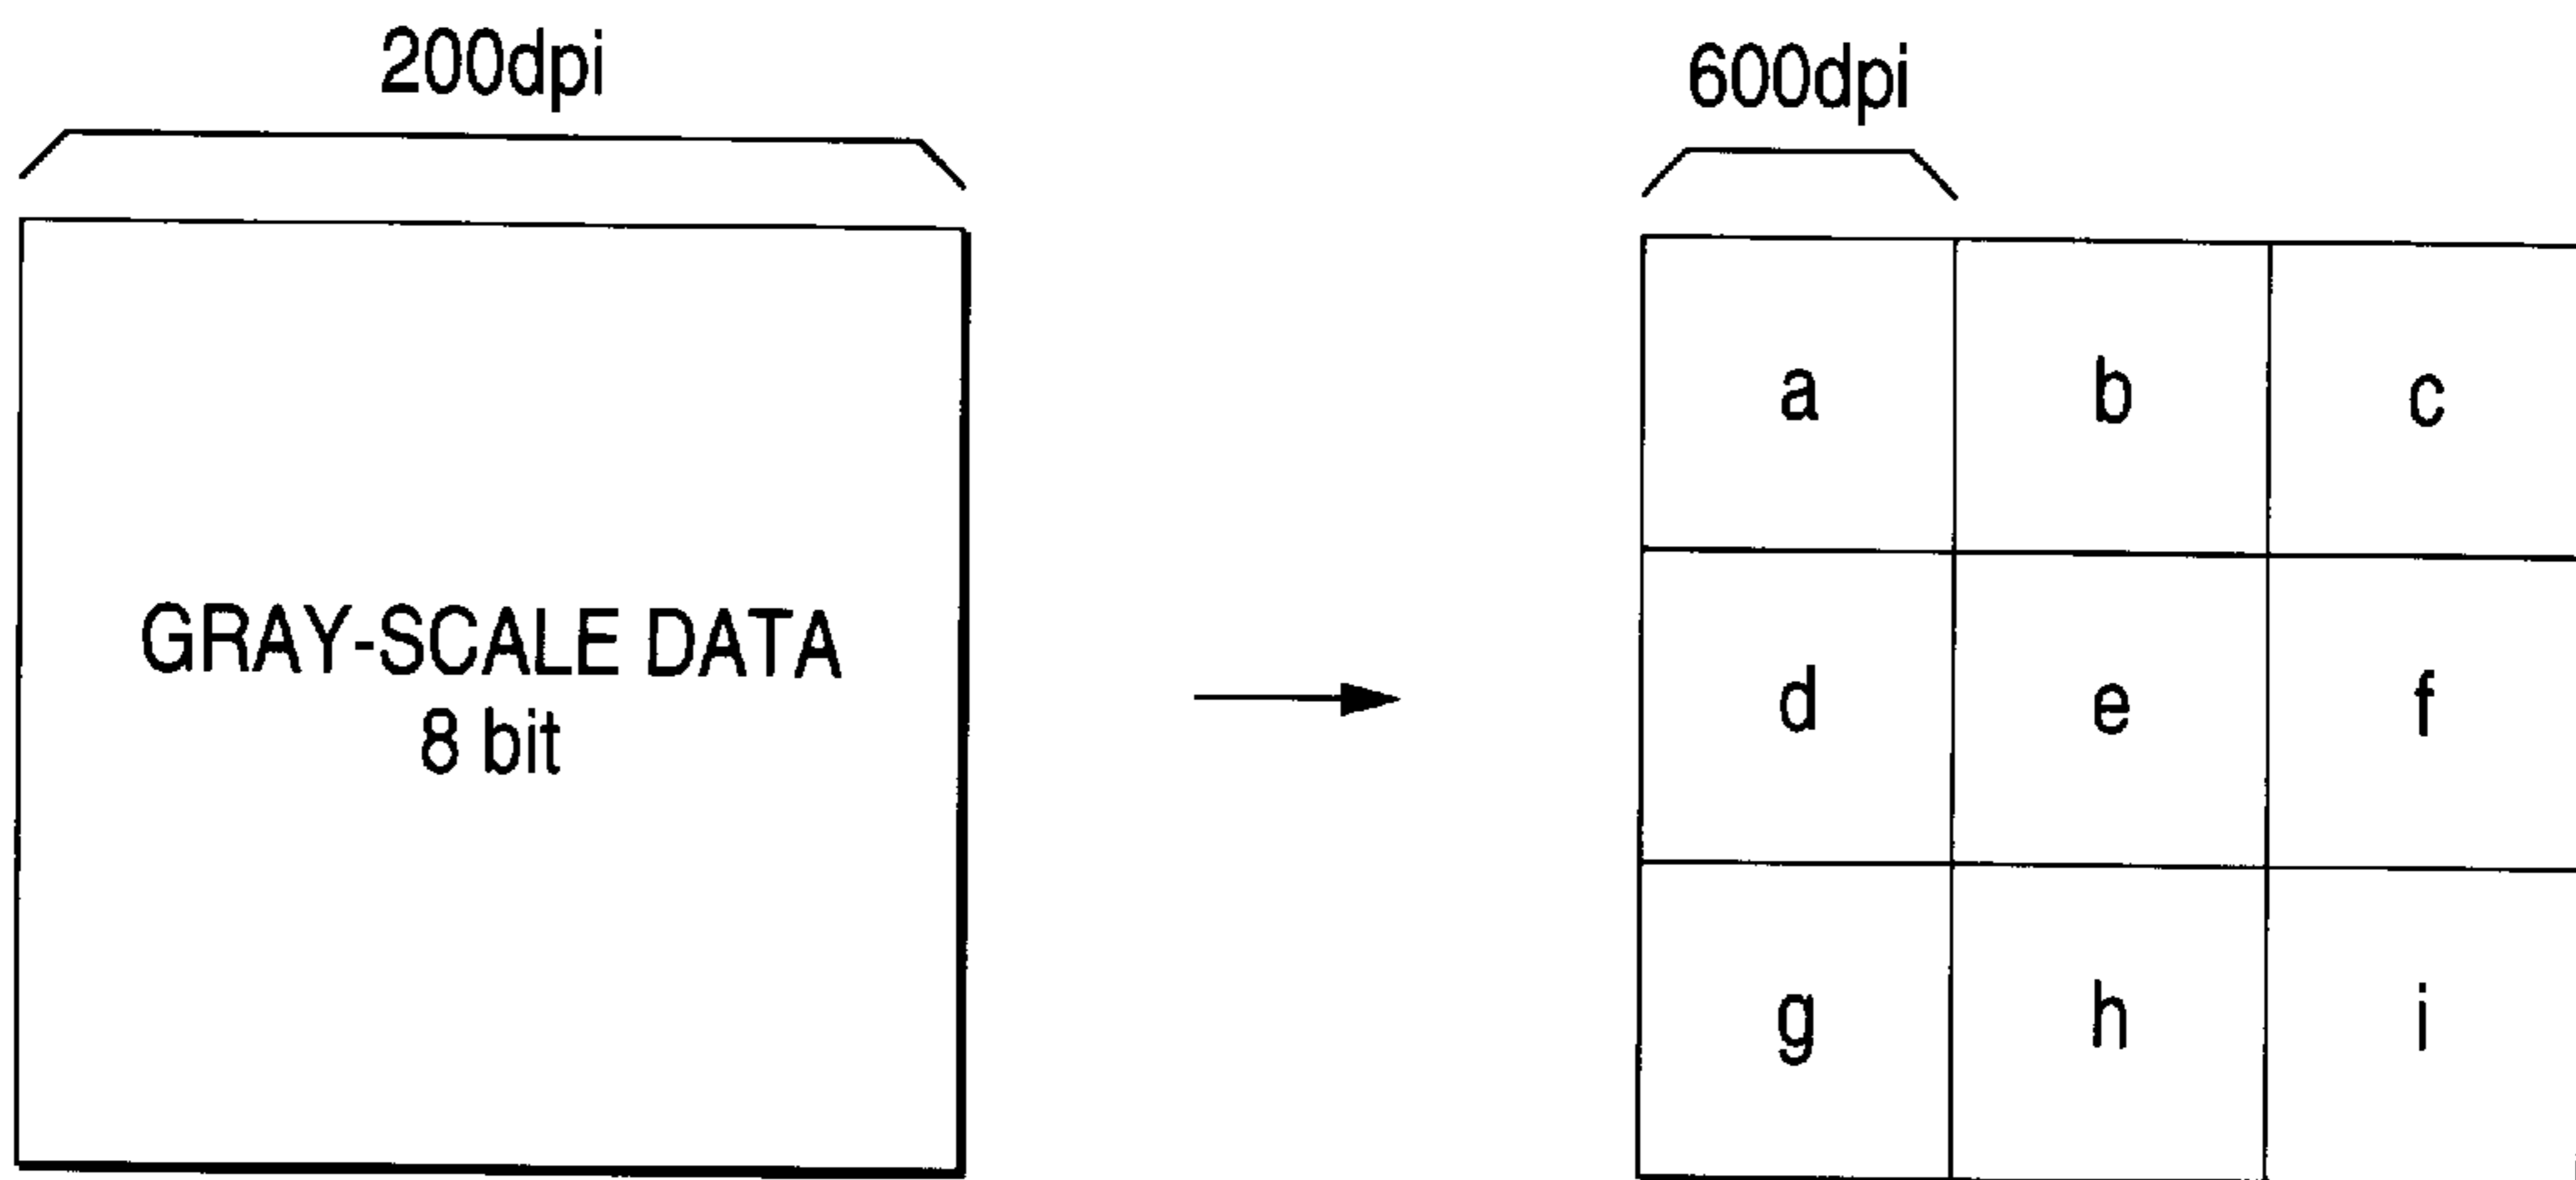 200dpi
GRAY-SCALE DATA
8 bit
600dpi
a b c
d e f
g h i